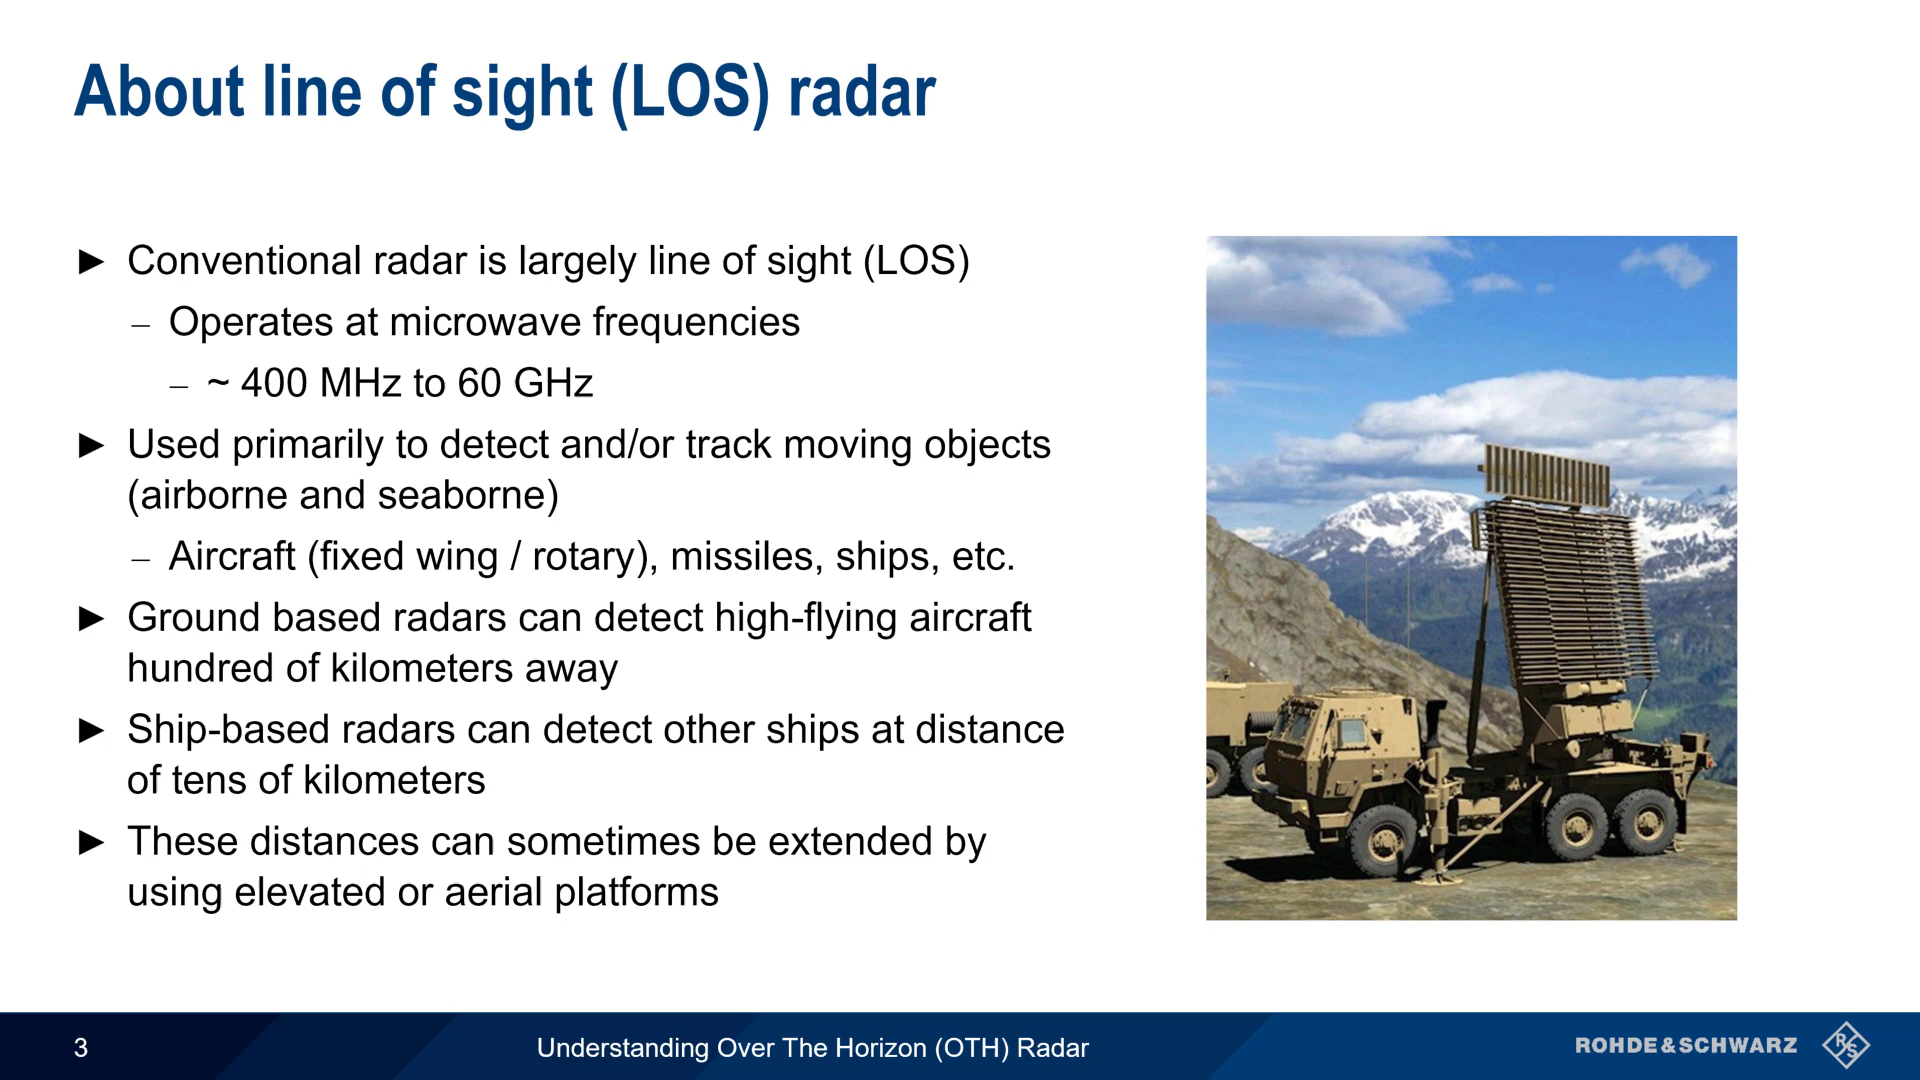 About line of sight (LOS) radar
► Conventional radar is largely line of sight (LOS)
– Operates at microwave frequencies
– ~ 400 MHz to 60 GHz
► Used primarily to detect and/or track moving objects
(airborne and seaborne)
– Aircraft (fixed wing / rotary), missiles, ships, etc.
► Ground based radars can detect high-flying aircraft
hundred of kilometers away
► Ship-based radars can detect other ships at distance
of tens of kilometers
► These distances can sometimes be extended by
using elevated or aerial platforms
3
Understanding Over The Horizon (OTH) Radar
ROHDE&SCHWARZ
R&S